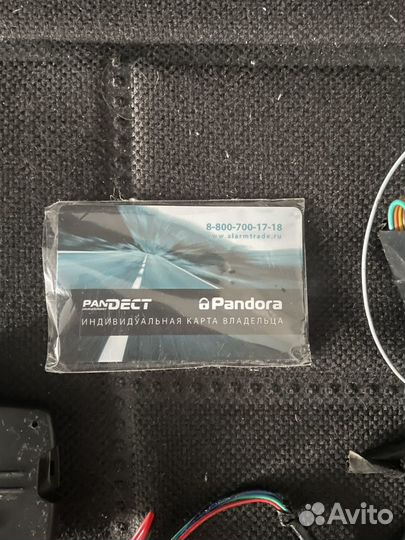 8-800-700-17-18
www.alarmtrade.ru
PANDECT
Pandora
ИНДИВИДУАЛЬНАЯ КАРТА ВЛАДЕЛЬЦА
Avito